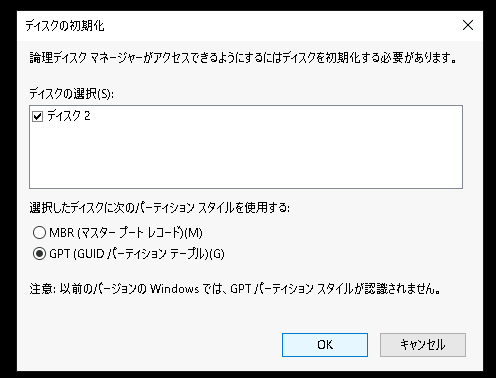 ディスクの初期化
論理ディスク マネージャーがアクセスできるようにするにはディスクを初期化する必要があります。
ディスクの選択(S):
ディスク 2
選択したディスクに次のパーティション スタイルを使用する:
MBR (マスター ブート レコード)(M)
GPT (GUID パーティション テーブル)(G)
注意: 以前のバージョンの Windows では、GPT パーティション スタイルが認識されません。
OK
キャンセル